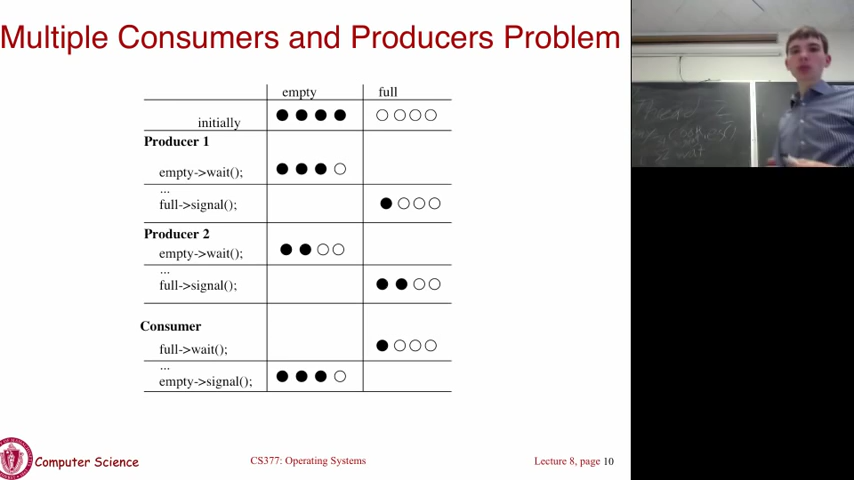 Multiple Consumers and Producers Problem
empty full
initially
Producer 1
empty->wait();
...
full->signal();
Producer 2
empty->wait();
...
full->signal();
Consumer
full->wait();
...
empty->signal();
Computer Science
CS377: Operating Systems
Lecture 8, page 10